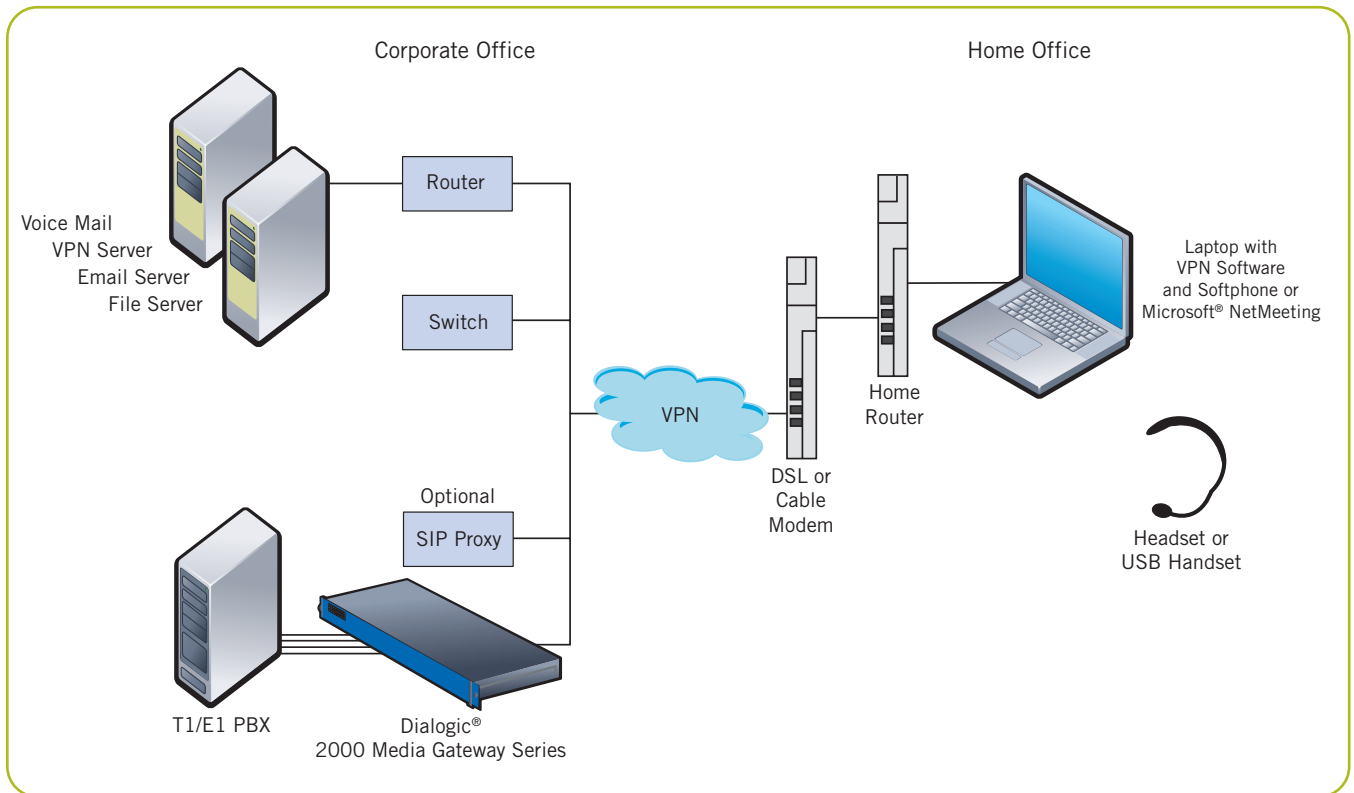 Corporate Office
Home Office
Router
Voice Mail
VPN Server
Email Server
File Server
Switch
Laptop with
VPN Software
and Softphone or
Microsoft® NetMeeting
VPN
Home
Router
DSL or
Cable
Modem
Optional
SIP Proxy
Headset or
USB Handset
T1/E1 PBX
Dialogic®
2000 Media Gateway Series